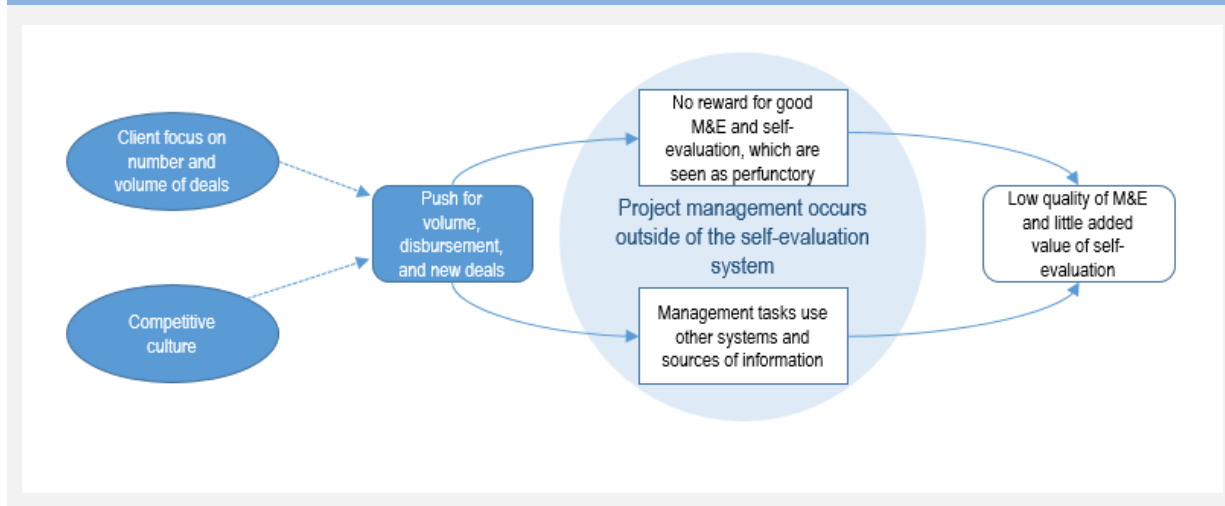 Client focus on
number and
volume of deals
Competitive
culture
Push for
volume,
disbursement,
and new deals
No reward for good
M&E and self-
evaluation, which are
seen as perfunctory
Project management occurs
outside of the self-evaluation
system
Management tasks use
other systems and
sources of information
Low quality of M&E
and little added
value of self-
evaluation